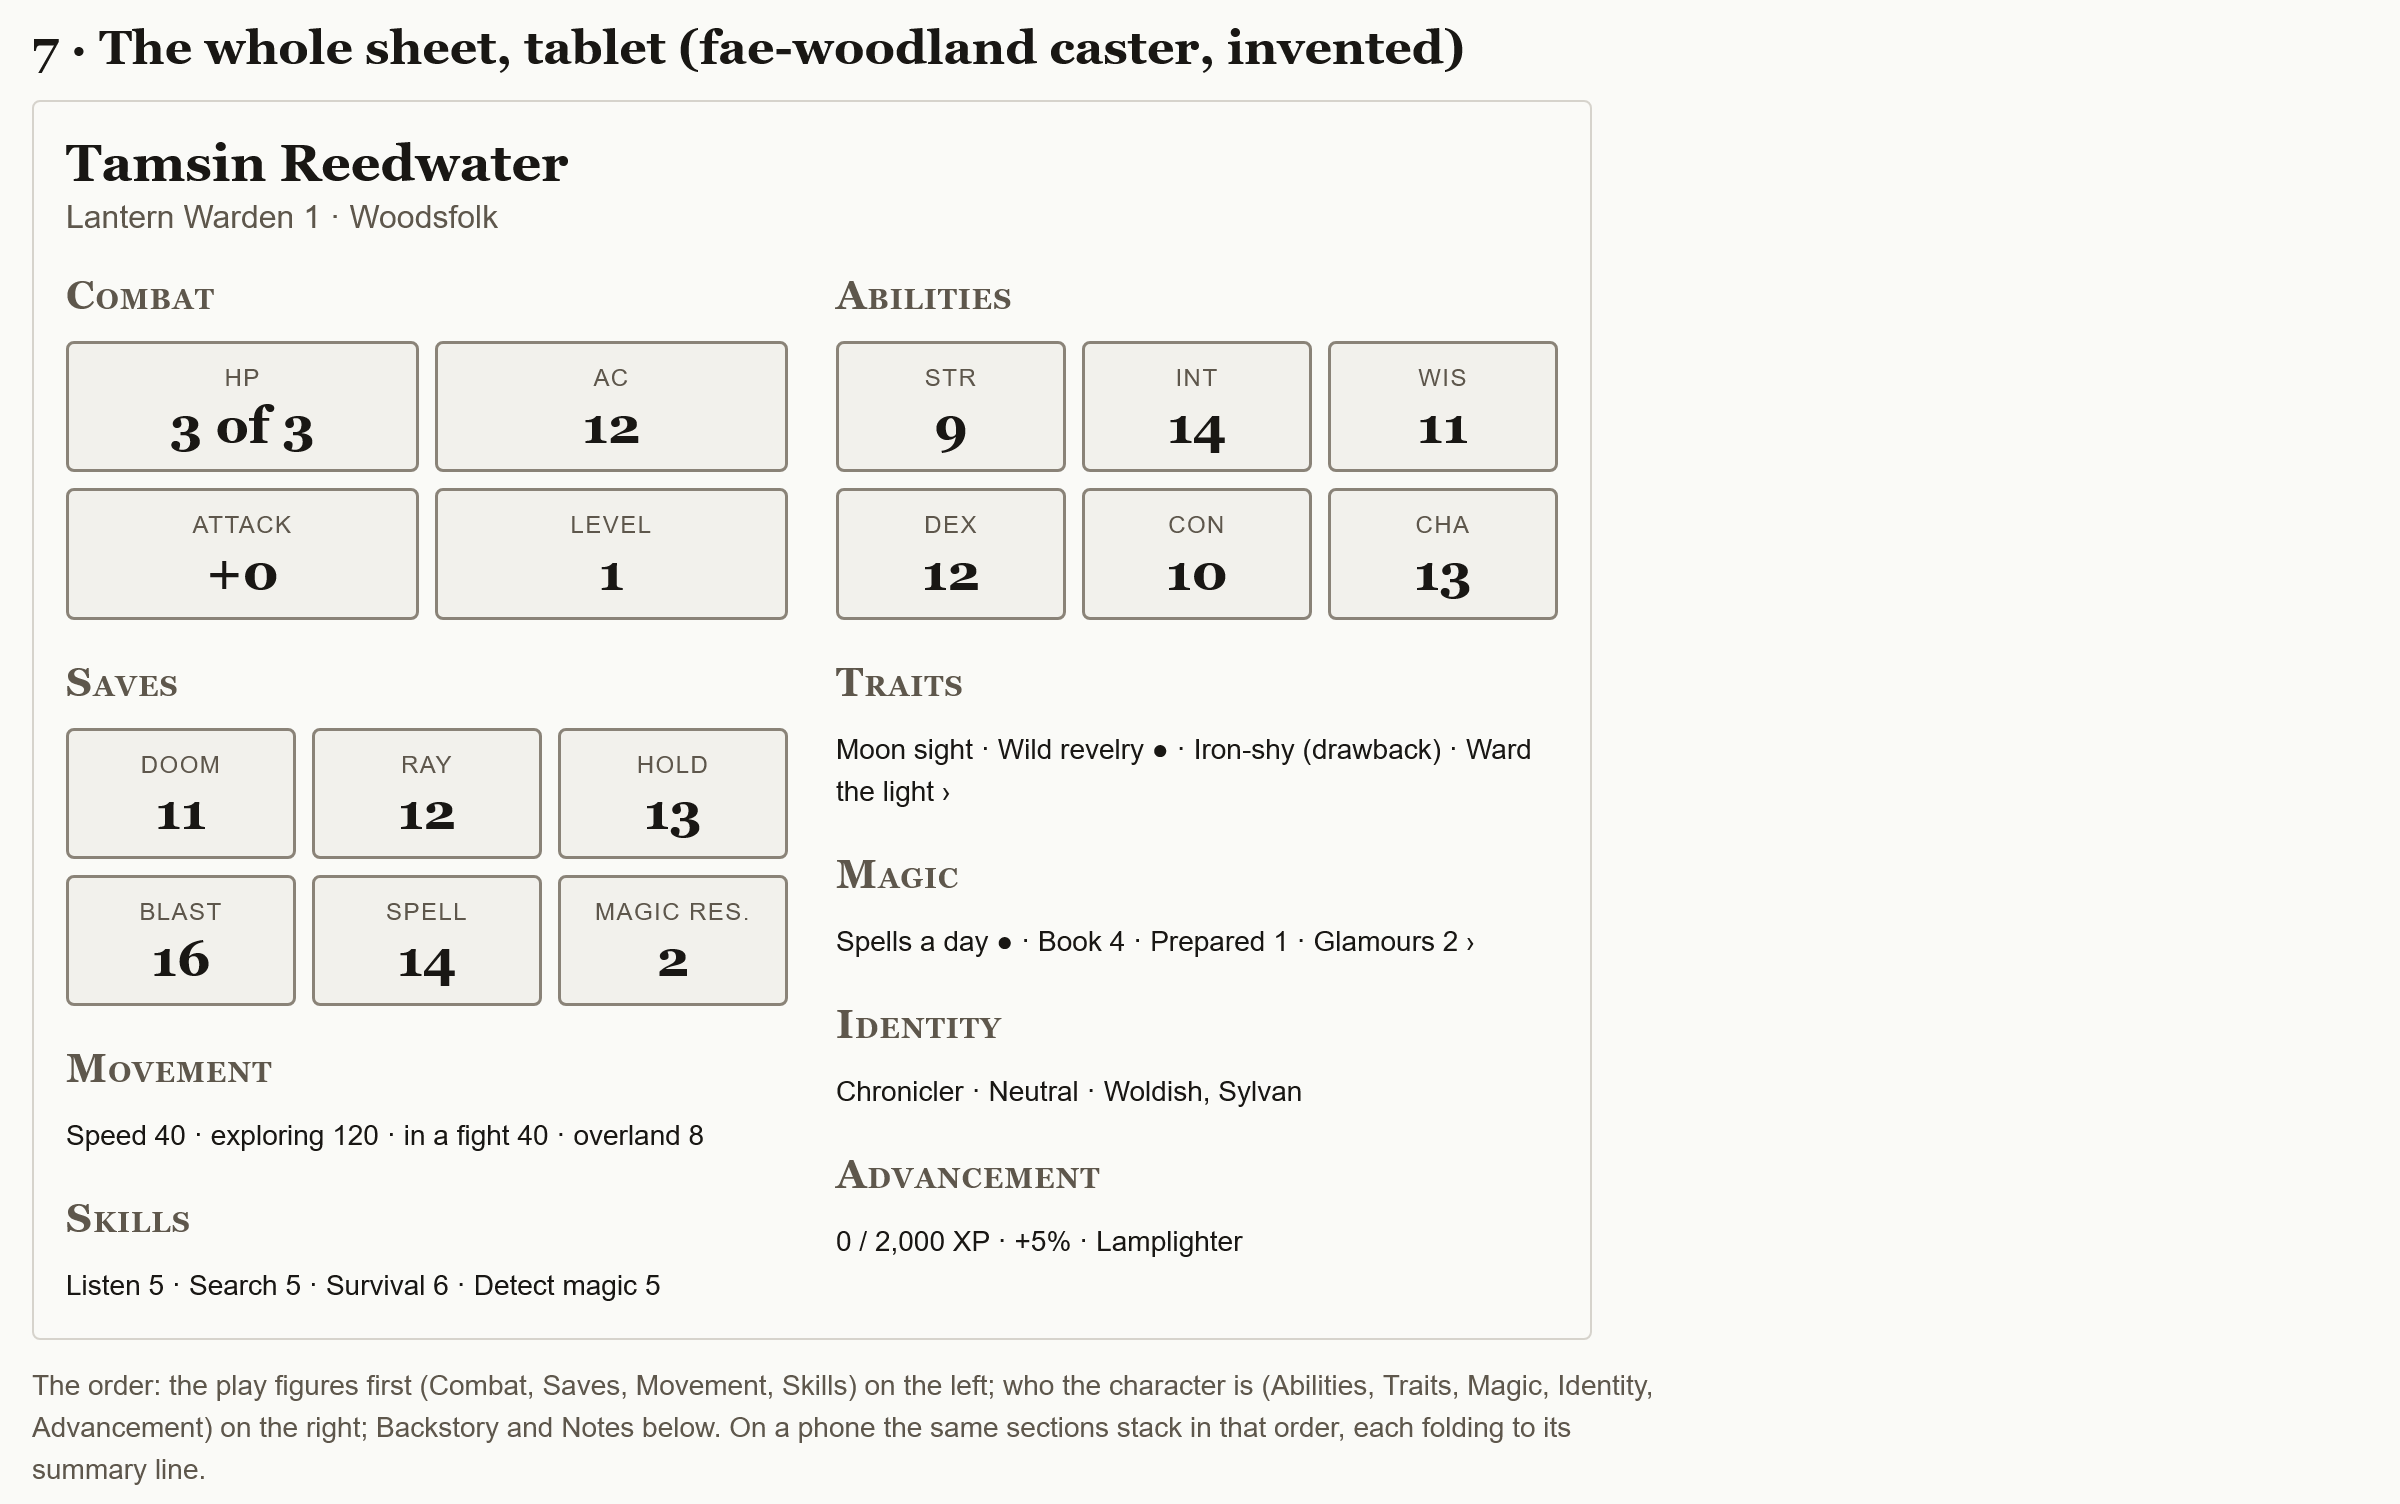 7 · The whole sheet, tablet (fae-woodland caster, invented)
Tamsin Reedwater
Lantern Warden 1 · Woodsfolk
Combat
HP
3 of 3
AC
12
ATTACK
+0
LEVEL
1
Saves
DOOM
11
RAY
12
HOLD
13
BLAST
16
SPELL
14
MAGIC RES.
2
Movement
Speed 40 · exploring 120 · in a fight 40 · overland 8
Skills
Listen 5 · Search 5 · Survival 6 · Detect magic 5
Abilities
STR
9
INT
14
WIS
11
DEX
12
CON
10
CHA
13
Traits
Moon sight · Wild revelry ● · Iron-shy (drawback) · Ward
the light ›
Magic
Spells a day ● · Book 4 · Prepared 1 · Glamours 2 ›
Identity
Chronicler · Neutral · Woldish, Sylvan
Advancement
0 / 2,000 XP · +5% · Lamplighter
The order: the play figures first (Combat, Saves, Movement, Skills) on the left; who the character is (Abilities, Traits, Magic, Identity,
Advancement) on the right; Backstory and Notes below. On a phone the same sections stack in that order, each folding to its
summary line.